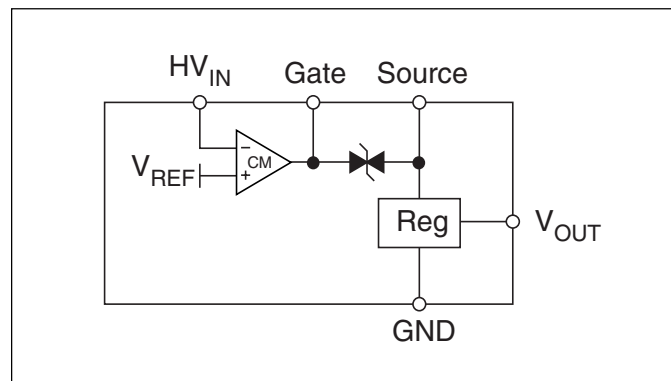 HV_IN Gate Source
−
CM
V_REF
+
Reg
V_OUT
GND